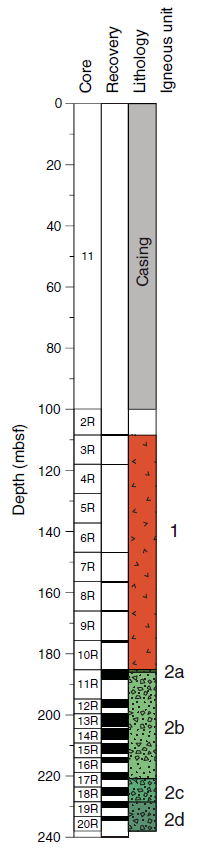 Core
Recovery
Lithology
Igneous unit
Depth (mbsf)
0
20
40
60
80
100
120
140
160
180
200
220
240
11
2R
3R
4R
5R
6R
7R
8R
9R
10R
11R
12R
13R
14R
15R
16R
17R
18R
19R
20R
Casing
1
2a
2b
2c
2d